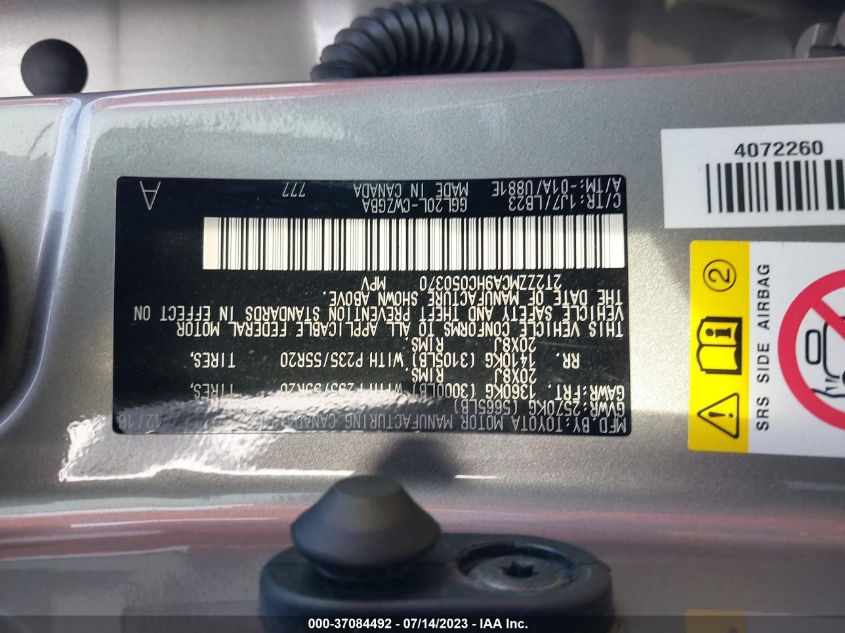 MFD.BY:TOYOTA MOTOR MANUFACTURING CANADA 12/16
GVWR:2570KG (5665LB)
GAWR:FRT. 1360KG (3000LB) WITH P235/55R20 TIRES,
20X8J RIMS
RR. 1410KG (3105LB) WITH P235/55R20 TIRES,
20X8J RIMS
THIS VEHICLE CONFORMS TO ALL APPLICABLE FEDERAL MOTOR
VEHICLE SAFETY AND THEFT PREVENTION STANDARDS IN EFFECT ON
THE DATE OF MANUFACTURE SHOWN ABOVE.
2T2ZZMCA9HC050370 MPV
C/TR:1J7/LB23 GGL20L-CWZGBA
A/TM:-01A/U881E MADE IN CANADA 777 A
4072260
2
SRS SIDE AIRBAG
000-37084492 - 07/14/2023 - IAA Inc.